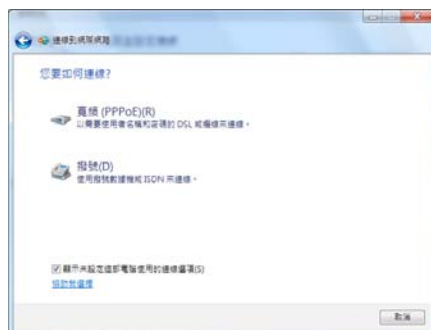 連線到網際網路
您要如何連線?
寬頻 (PPPoE)(R)
以需要使用者名稱和密碼的 DSL 或纜線來連線。
撥號(D)
使用撥號數據機或 ISDN 來連線。
顯示未設定這部電腦使用的連線選項(S)
協助我選擇
取消